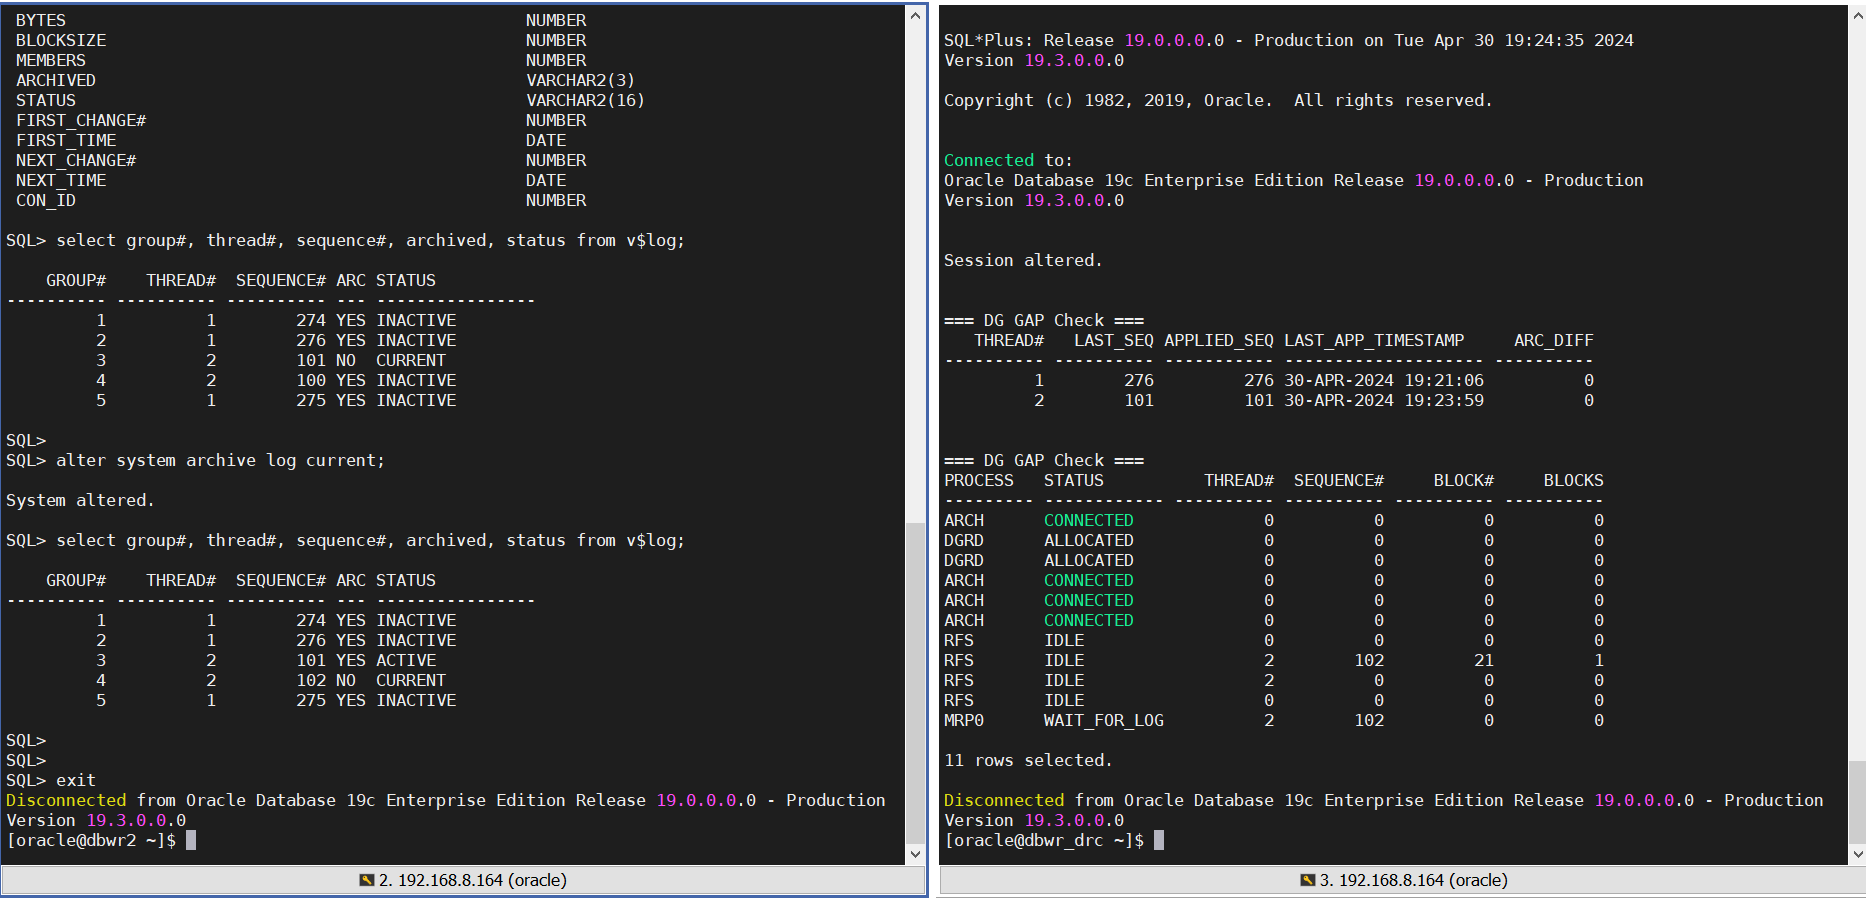 BYTES                                              NUMBER
BLOCKSIZE                                          NUMBER
MEMBERS                                            NUMBER
ARCHIVED                                           VARCHAR2(3)
STATUS                                             VARCHAR2(16)
FIRST_CHANGE#                                      NUMBER
FIRST_TIME                                         DATE
NEXT_CHANGE#                                       NUMBER
NEXT_TIME                                          DATE
CON_ID                                             NUMBER
SQL> select group#, thread#, sequence#, archived, status from v$log;
    GROUP#    THREAD#  SEQUENCE# ARC STATUS
---------- ---------- ---------- --- ----------------
         1          1        274 YES INACTIVE
         2          1        276 YES INACTIVE
         3          2        101 NO  CURRENT
         4          2        100 YES INACTIVE
         5          1        275 YES INACTIVE
SQL>
SQL> alter system archive log current;
System altered.
SQL> select group#, thread#, sequence#, archived, status from v$log;
    GROUP#    THREAD#  SEQUENCE# ARC STATUS
---------- ---------- ---------- --- ----------------
         1          1        274 YES INACTIVE
         2          1        276 YES INACTIVE
         3          2        101 YES ACTIVE
         4          2        102 NO  CURRENT
         5          1        275 YES INACTIVE
SQL>
SQL>
SQL> exit
Disconnected from Oracle Database 19c Enterprise Edition Release 19.0.0.0.0 - Production
Version 19.3.0.0.0
[oracle@dbwr2 ~]$
2. 192.168.8.164 (oracle)
SQL*Plus: Release 19.0.0.0.0 - Production on Tue Apr 30 19:24:35 2024
Version 19.3.0.0.0
Copyright (c) 1982, 2019, Oracle.  All rights reserved.
Connected to:
Oracle Database 19c Enterprise Edition Release 19.0.0.0.0 - Production
Version 19.3.0.0.0
Session altered.
=== DG GAP Check ===
   THREAD#   LAST_SEQ APPLIED_SEQ LAST_APP_TIMESTAMP     ARC_DIFF
---------- ---------- ----------- -------------------- ----------
         1        276         276 30-APR-2024 19:21:06          0
         2        101         101 30-APR-2024 19:23:59          0
=== DG GAP Check ===
PROCESS   STATUS          THREAD#  SEQUENCE#     BLOCK#     BLOCKS
--------- ------------ ---------- ---------- ---------- ----------
ARCH      CONNECTED             0          0          0          0
DGRD      ALLOCATED             0          0          0          0
DGRD      ALLOCATED             0          0          0          0
ARCH      CONNECTED             0          0          0          0
ARCH      CONNECTED             0          0          0          0
ARCH      CONNECTED             0          0          0          0
RFS       IDLE                  0          0          0          0
RFS       IDLE                  2        102         21          1
RFS       IDLE                  2          0          0          0
RFS       IDLE                  0          0          0          0
MRP0      WAIT_FOR_LOG          2        102          0          0
11 rows selected.
Disconnected from Oracle Database 19c Enterprise Edition Release 19.0.0.0.0 - Production
Version 19.3.0.0.0
[oracle@dbwr_drc ~]$
3. 192.168.8.164 (oracle)